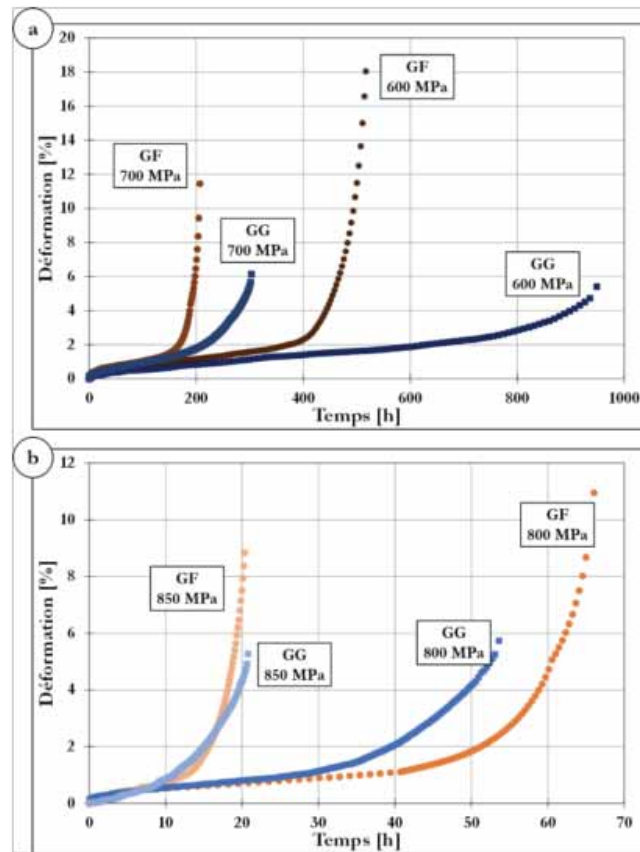 a
20
18
16
14
12
10
8
6
4
2
0
Déformation [%]
GF
600 MPa
GF
700 MPa
GG
700 MPa
GG
600 MPa
0 200 400 600 800 1000
Temps [h]
b
12
10
8
6
4
2
0
Déformation [%]
GF
800 MPa
GF
850 MPa
GG
800 MPa
GG
850 MPa
0 10 20 30 40 50 60 70
Temps [h]